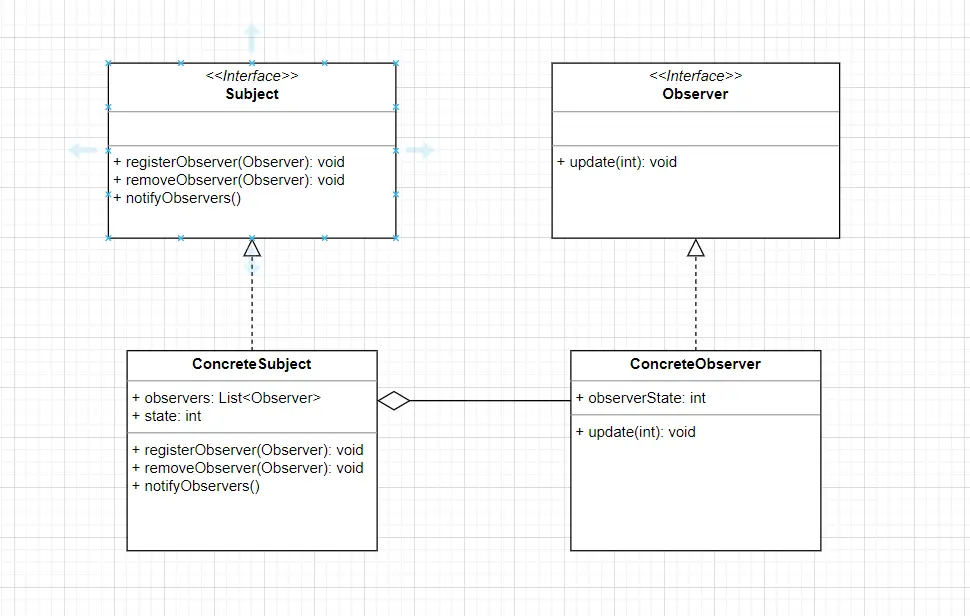 <<Interface>>
Subject
+ registerObserver(Observer): void
+ removeObserver(Observer): void
+ notifyObservers()
<<Interface>>
Observer
+ update(int): void
ConcreteSubject
+ observers: List<Observer>
+ state: int
+ registerObserver(Observer): void
+ removeObserver(Observer): void
+ notifyObservers()
ConcreteObserver
+ observerState: int
+ update(int): void